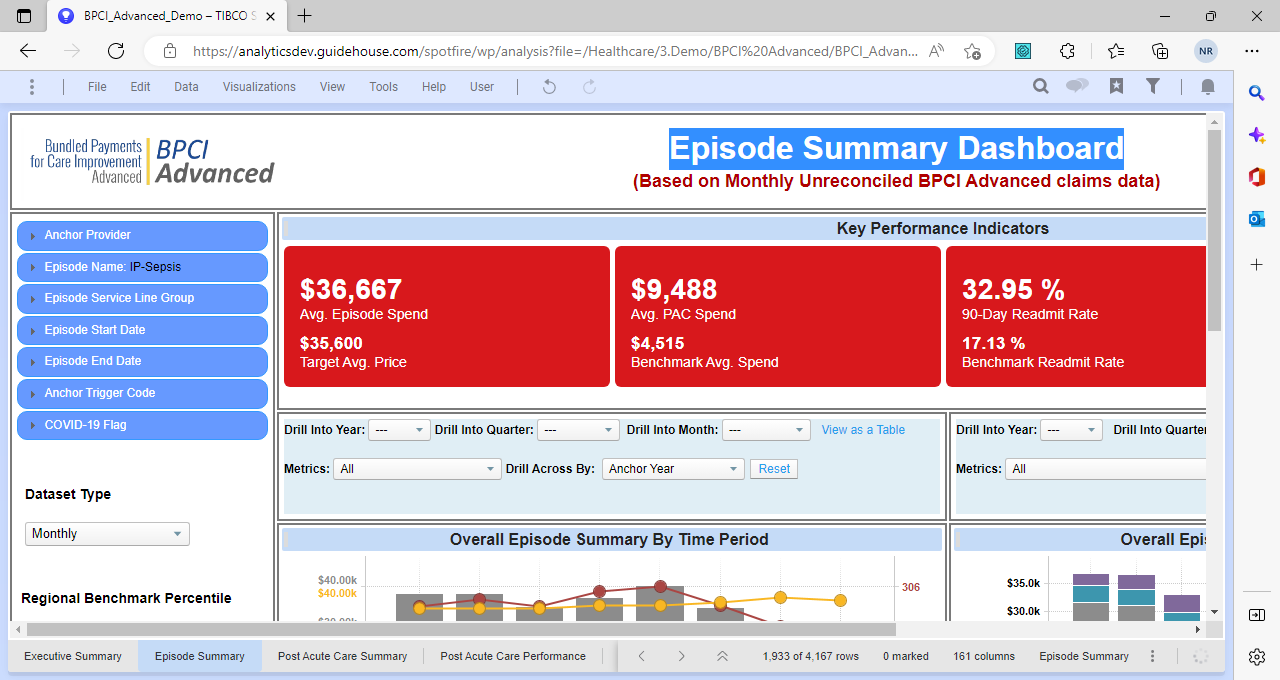 BPCI_Advanced_Demo – TIBCO S
https://analyticsdev.guidehouse.com/spotfire/wp/analysis?file=/Healthcare/3.Demo/BPCI%20Advanced/BPCI_Advan...
NR
File Edit Data Visualizations View Tools Help User
Bundled Payments
for Care Improvement
Advanced
BPCI
Advanced
Episode Summary Dashboard
(Based on Monthly Unreconciled BPCI Advanced claims data)
Anchor Provider
Episode Name: IP-Sepsis
Episode Service Line Group
Episode Start Date
Episode End Date
Anchor Trigger Code
COVID-19 Flag
Dataset Type
Monthly
Regional Benchmark Percentile
Key Performance Indicators
$36,667
Avg. Episode Spend
$35,600
Target Avg. Price
$9,488
Avg. PAC Spend
$4,515
Benchmark Avg. Spend
32.95 %
90-Day Readmit Rate
17.13 %
Benchmark Readmit Rate
Drill Into Year: --- Drill Into Quarter: --- Drill Into Month: --- View as a Table
Metrics: All Drill Across By: Anchor Year Reset
Drill Into Year: --- Drill Into Quarter
Metrics: All
Overall Episode Summary By Time Period
$40.00k
$40.00k
306
Overall Epi
$35.0k
$30.0k
Executive Summary Episode Summary Post Acute Care Summary Post Acute Care Performance 1,933 of 4,167 rows 0 marked 161 columns Episode Summary